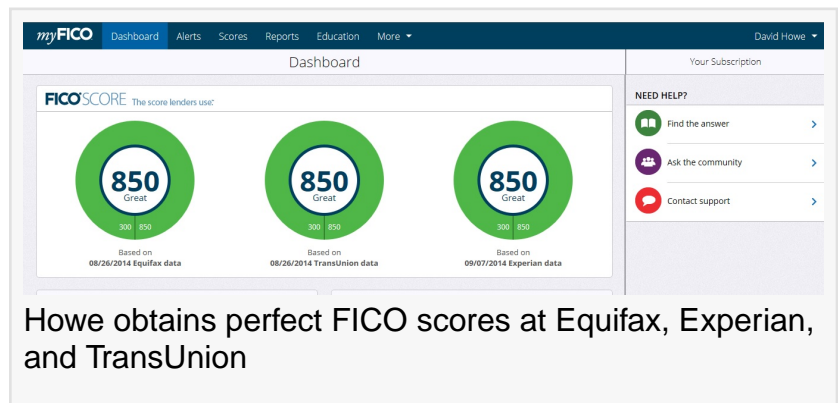 myFICO Dashboard Alerts Scores Reports Education More David Howe
Dashboard
Your Subscription
FICO SCORE The score lenders use.
NEED HELP?
Find the answer
Ask the community
Contact support
850 850 850
Great Great Great
300 850 300 850 300 850
Based on Based on Based on
08/26/2014 Equifax data 08/26/2014 TransUnion data 09/07/2014 Experian data
Howe obtains perfect FICO scores at Equifax, Experian,
and TransUnion